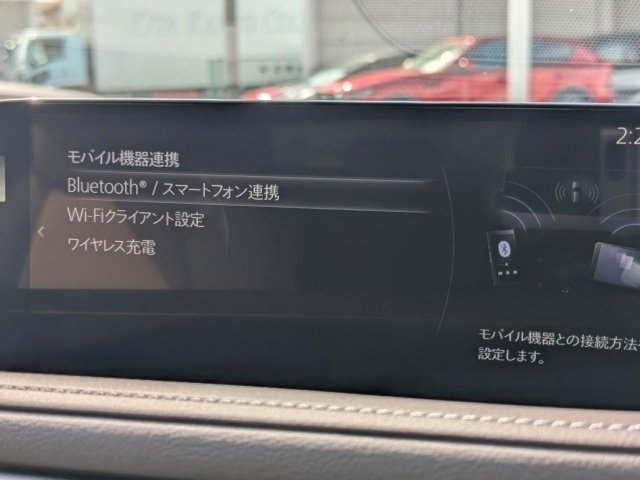 モバイル機器連携
Bluetooth® / スマートフォン連携
Wi-Fiクライアント設定
ワイヤレス充電
モバイル機器との接続方法
設定します。